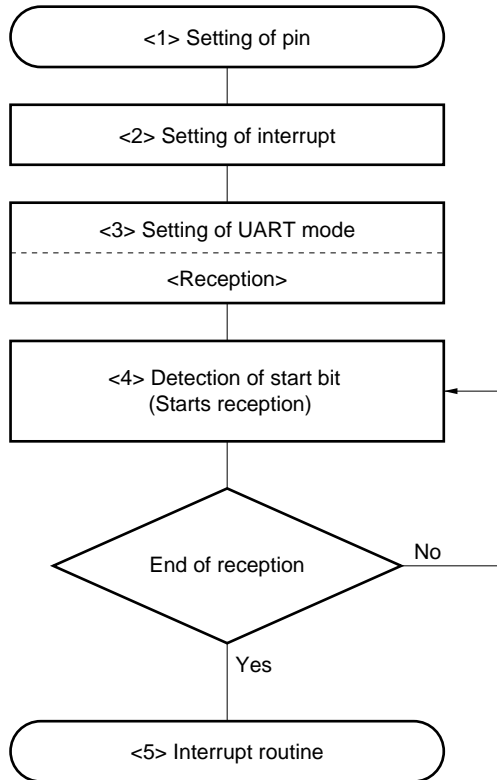 <1> Setting of pin
<2> Setting of interrupt
<3> Setting of UART mode
<Reception>
<4> Detection of start bit
(Starts reception)
End of reception
No
Yes
<5> Interrupt routine